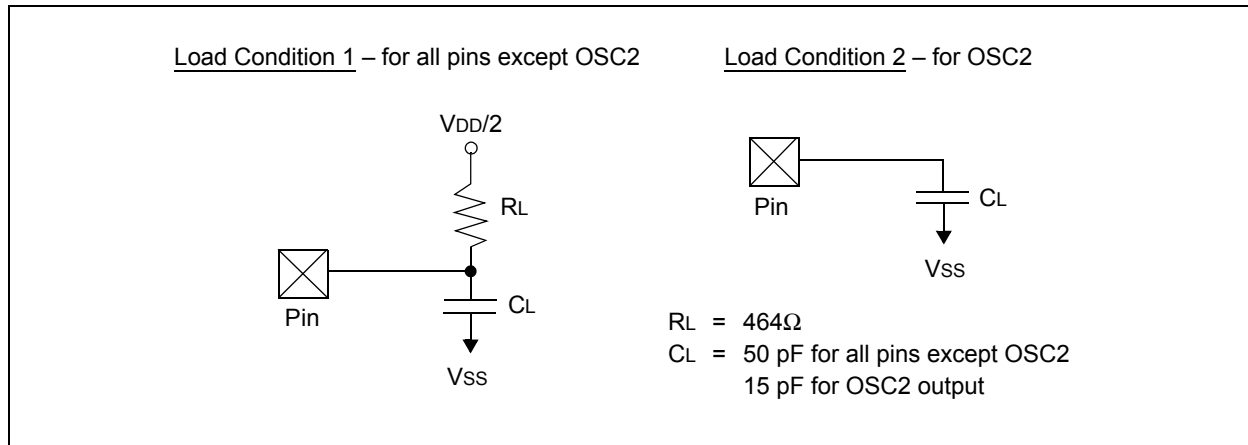 Load Condition 1 – for all pins except OSC2
VDD/2
RL
Pin
CL
VSS
Load Condition 2 – for OSC2
Pin
CL
VSS
RL = 464Ω
CL = 50 pF for all pins except OSC2
15 pF for OSC2 output